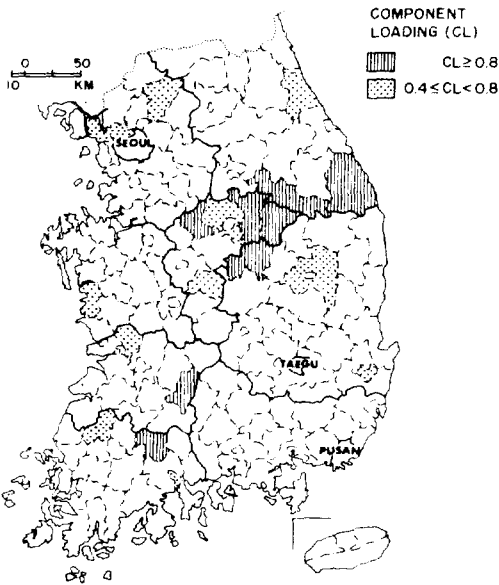 COMPONENT
LOADING (CL)
CL ≥ 0.8
0.4 ≤ CL < 0.8
0 50
10 KM
SEOUL
TAEGU
PUSAN